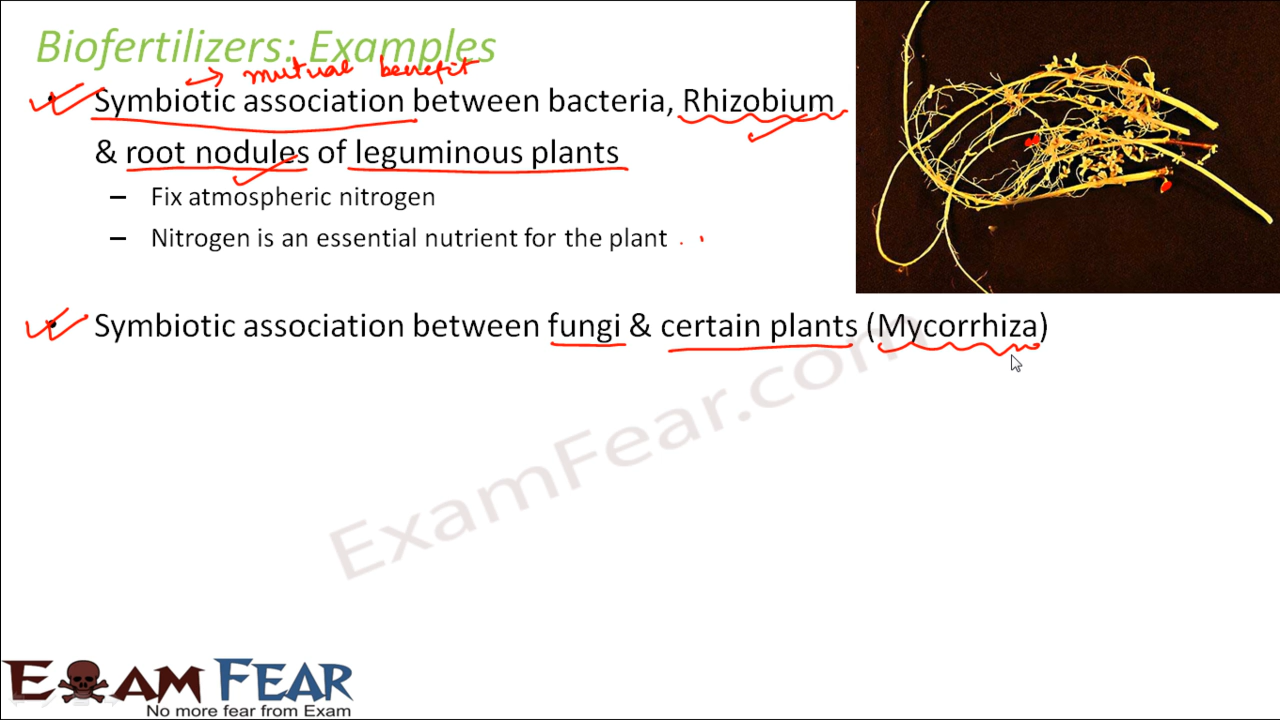 Biofertilizers: Examples
→ mutual benefit
• Symbiotic association between bacteria, Rhizobium
& root nodules of leguminous plants
– Fix atmospheric nitrogen
– Nitrogen is an essential nutrient for the plant
• Symbiotic association between fungi & certain plants (Mycorrhiza)
ExamFear.com
EXAM FEAR
No more fear from Exam